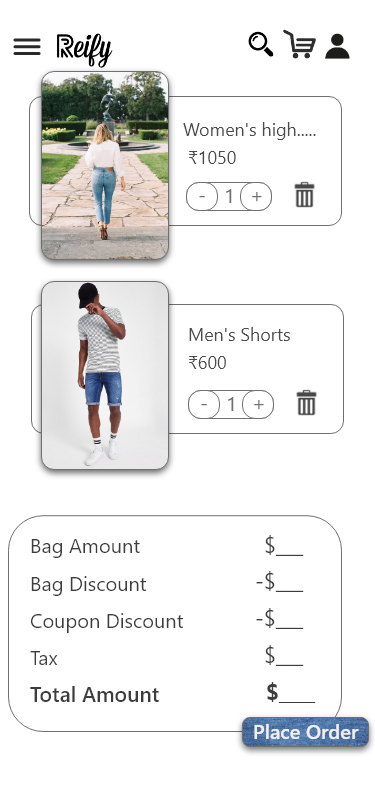 Reify
Women's high.....
₹1050
- 1 +
Men's Shorts
₹600
- 1 +
Bag Amount $___
Bag Discount -$___
Coupon Discount -$___
Tax $___
Total Amount $____
Place Order